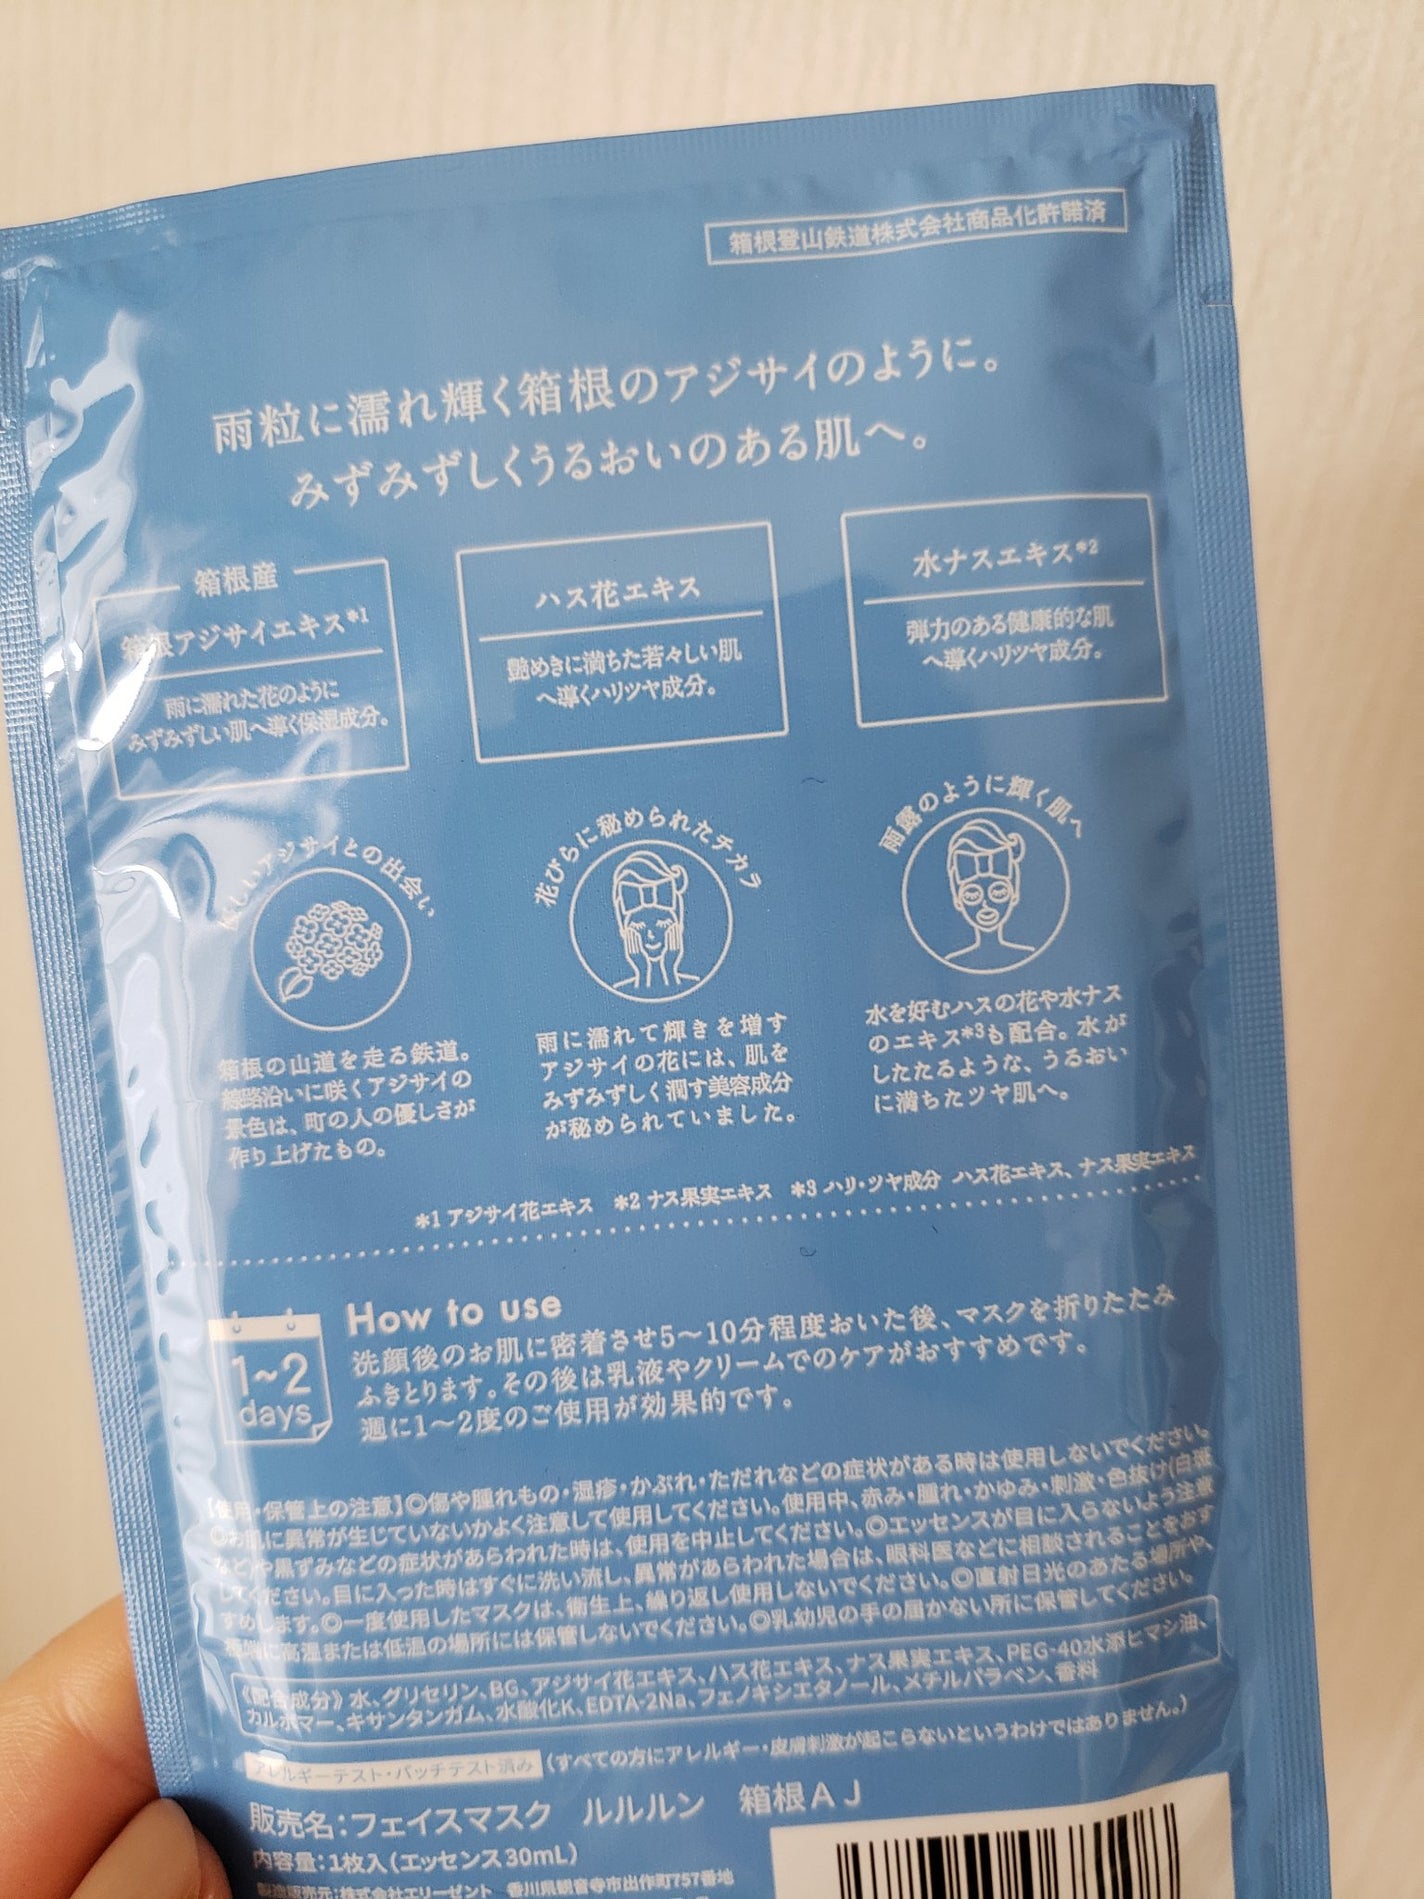 箱根登山鉄道株式会社商品化許諾済
雨粒に濡れ輝く箱根のアジサイのように。
みずみずしくうるおいのある肌へ。
箱根産
箱根アジサイエキス*1
雨に濡れた花のように
みずみずしい肌へ導く保湿成分。
ハス花エキス
艶めきに満ちた若々しい肌
へ導くハリツヤ成分。
水ナスエキス*2
弾力のある健康的な肌
へ導くハリツヤ成分。
しいアジサイとの出会い
箱根の山道を走る鉄道。
線路沿いに咲くアジサイの
景色は、町の人の優しさが
作り上げたもの。
花びらに秘められたチカラ
雨に濡れて輝きを増す
アジサイの花には、肌を
みずみずしく潤す美容成分
が秘められていました。
雨露のように輝く肌へ
水を好むハスの花や水ナス
のエキス*3も配合。水が
したたるような、うるおい
に満ちたツヤ肌へ。
*1 アジサイ花エキス *2 ナス果実エキス *3 ハリ・ツヤ成分 ハス花エキス、ナス果実エキス
1~2
days
How to use
洗顔後のお肌に密着させ5～10分程度おいた後、マスクを折りたたみ
ふきとります。その後は乳液やクリームでのケアがおすすめです。
週に1～2度のご使用が効果的です。
【使用・保管上の注意】◎傷や腫れもの・湿疹・かぶれ・ただれなどの症状がある時は使用しないでください。
◎お肌に異常が生じていないかよく注意して使用してください。使用中、赤み・腫れ・かゆみ・刺激・色抜け(白斑
など)や黒ずみなどの症状があらわれた時は、使用を中止してください。◎エッセンスが目に入らないよう注意
してください。目に入った時はすぐに洗い流し、異常があらわれた場合は、眼科医などに相談されることをおす
すめします。◎一度使用したマスクは、衛生上、繰り返し使用しないでください。◎直射日光のあたる場所や、
極端に高温または低温の場所には保管しないでください。◎乳幼児の手の届かない所に保管してください。
《配合成分》水、グリセリン、BG、アジサイ花エキス、ハス花エキス、ナス果実エキス、PEG-40水添ヒマシ油、
カルボマー、キサンタンガム、水酸化K、EDTA-2Na、フェノキシエタノール、メチルパラベン、香料
アレルギーテスト・パッチテスト済み (すべての方にアレルギー・皮膚刺激が起こらないというわけではありません。)
販売名：フェイスマスク ルルルン 箱根ＡＪ
内容量：1枚入(エッセンス30mL)
製造販売元：株式会社エリーゼント 香川県観音寺市出作町757番地